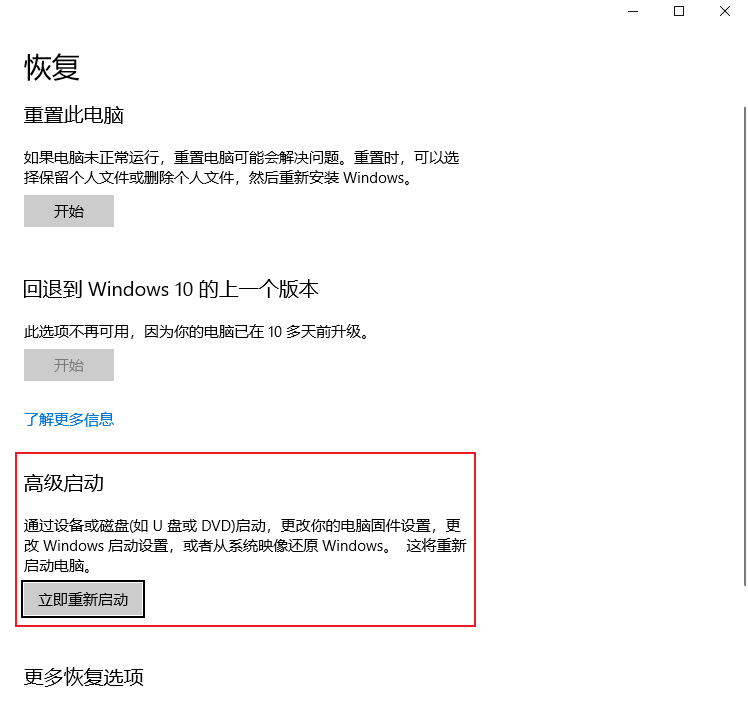 恢复
重置此电脑
如果电脑未正常运行，重置电脑可能会解决问题。重置时，可以选
择保留个人文件或删除个人文件，然后重新安装 Windows。
开始
回退到 Windows 10 的上一个版本
此选项不再可用，因为你的电脑已在 10 多天前升级。
开始
了解更多信息
高级启动
通过设备或磁盘(如 U 盘或 DVD)启动，更改你的电脑固件设置，更
改 Windows 启动设置，或者从系统映像还原 Windows。 这将重新
启动电脑。
立即重新启动
更多恢复选项